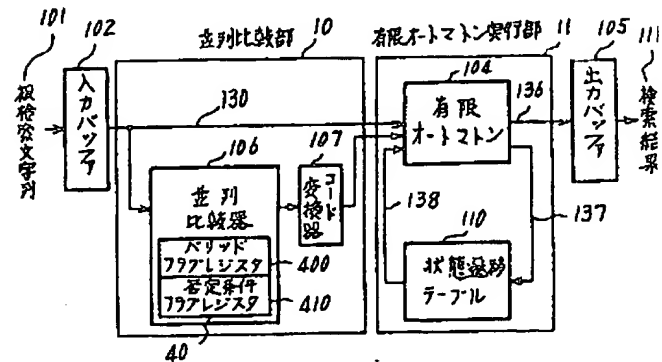 101
被検索文字列
102
入力バッファ
並列比較部
10
130
106
並列
比較器
バリッド
フラグレジスタ
否定条件
フラグレジスタ
400
410
40
107
コード
変換器
有限オートマトン実行部
11
104
有限
オートマトン
136
138
137
110
状態遷移
テーブル
105
出力バッファ
111
検索結果